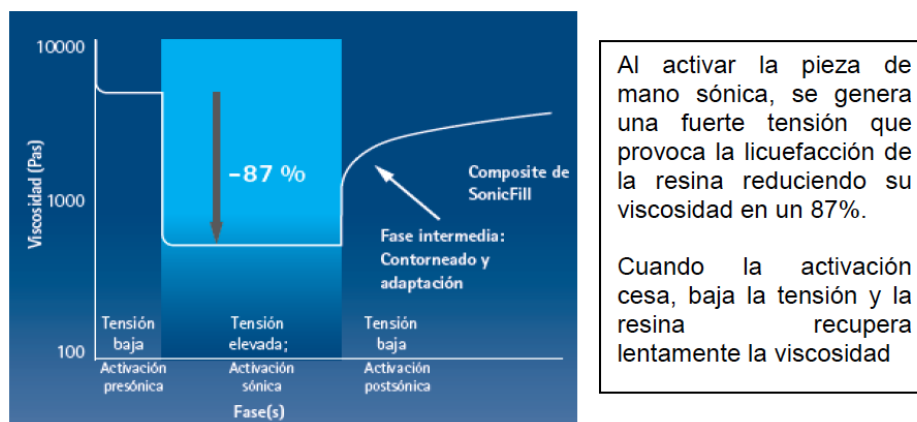 10000
1000
100
Viscosidad (Pas)
-87 %
Composite de
SonicFill
Fase intermedia:
Contorneado y
adaptación
Tensión
baja
Tensión
elevada;
Tensión
baja
Activación
presónica
Activación
sónica
Activación
postsónica
Fase(s)
Al activar la pieza de
mano sónica, se genera
una fuerte tensión que
provoca la licuefacción de
la resina reduciendo su
viscosidad en un 87%.
Cuando la activación
cesa, baja la tensión y la
resina recupera
lentamente la viscosidad